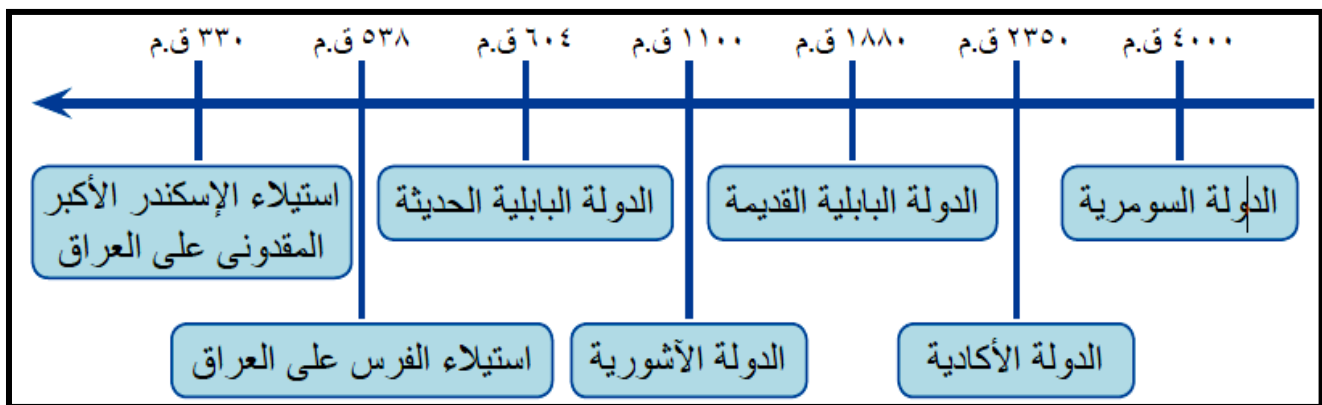 ٤٠٠٠ ق.م ٢٣٥٠ ق.م ١٨٨٠ ق.م ١١٠٠ ق.م ٦٠٤ ق.م ٥٣٨ ق.م ٣٣٠ ق.م
الدولة السومرية
الدولة البابلية القديمة
الدولة البابلية الحديثة
استيلاء الإسكندر الأكبر
المقدونى على العراق
الدولة الأكادية
الدولة الآشورية
استيلاء الفرس على العراق